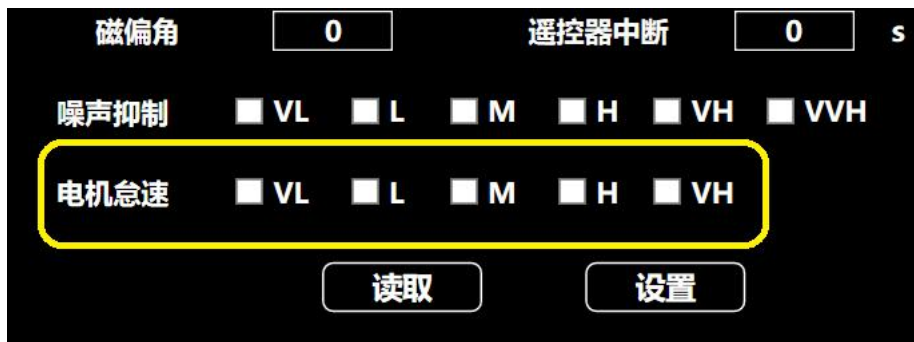 磁偏角 0 遥控器中断 0 s
噪声抑制 VL L M H VH VVH
电机怠速 VL L M H VH
读取 设置